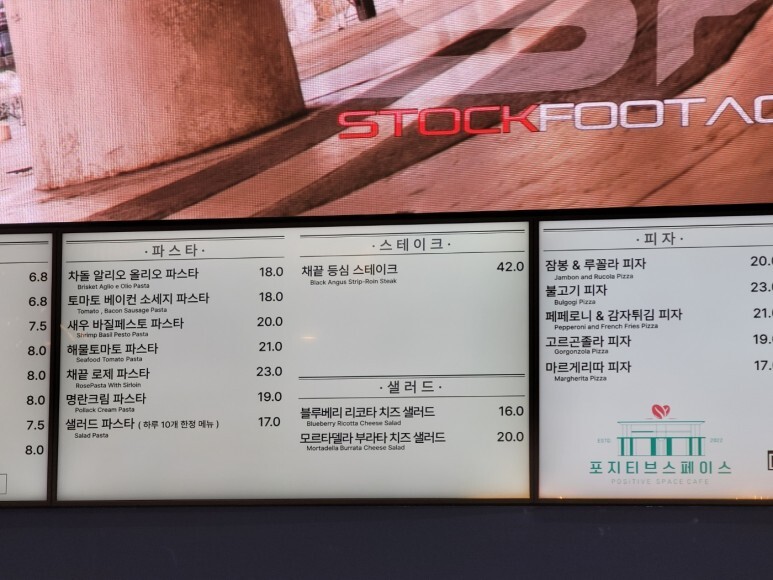 STOCKFOOTAG
6.8
6.8
7.5
8.0
8.0
8.0
7.5
8.0
· 파스타 ·
차돌 알리오 올리오 파스타 18.0
Brisket Aglio e Olio Pasta
토마토 베이컨 소세지 파스타 18.0
Tomato , Bacon Sausage Pasta
새우 바질페스토 파스타 20.0
Shrimp Basil Pesto Pasta
해물토마토 파스타 21.0
Seafood Tomato Pasta
채끝 로제 파스타 23.0
RosePasta With Sirloin
명란크림 파스타 19.0
Pollack Cream Pasta
샐러드 파스타 ( 하루 10개 한정 메뉴 ) 17.0
Salad Pasta
· 스테이크 ·
채끝 등심 스테이크 42.0
Black Angus Strip-Roin Steak
· 샐러드 ·
블루베리 리코타 치즈 샐러드 16.0
Blueberry Ricotta Cheese Salad
모르타델라 부라타 치즈 샐러드 20.0
Mortadella Burrata Cheese Salad
· 피자 ·
잠봉 & 루꼴라 피자 20.0
Jambon and Rucola Pizza
불고기 피자 23.0
Bulgogi Pizza
페페로니 & 감자튀김 피자 21.0
Pepperoni and French Fries Pizza
고르곤졸라 피자 19.0
Gorgonzola Pizza
마르게리따 피자 17.0
Margherita Pizza
ESTD.
포지티브스페이스
POSITIVE SPACE CAFE